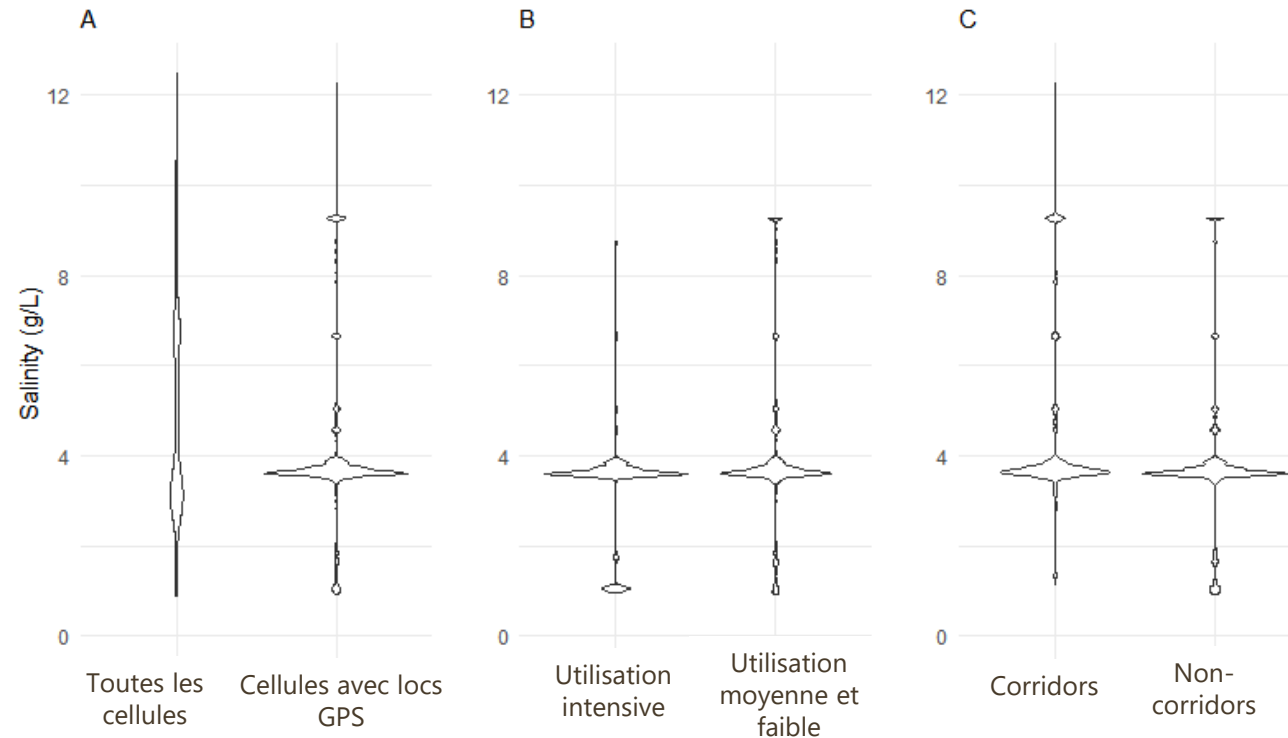 A
B
C
Salinity (g/L)
12
8
4
0
12
8
4
0
12
8
4
0
Toutes les
cellules
Cellules avec locs
GPS
Utilisation
intensive
Utilisation
moyenne et
faible
Corridors
Non-
corridors